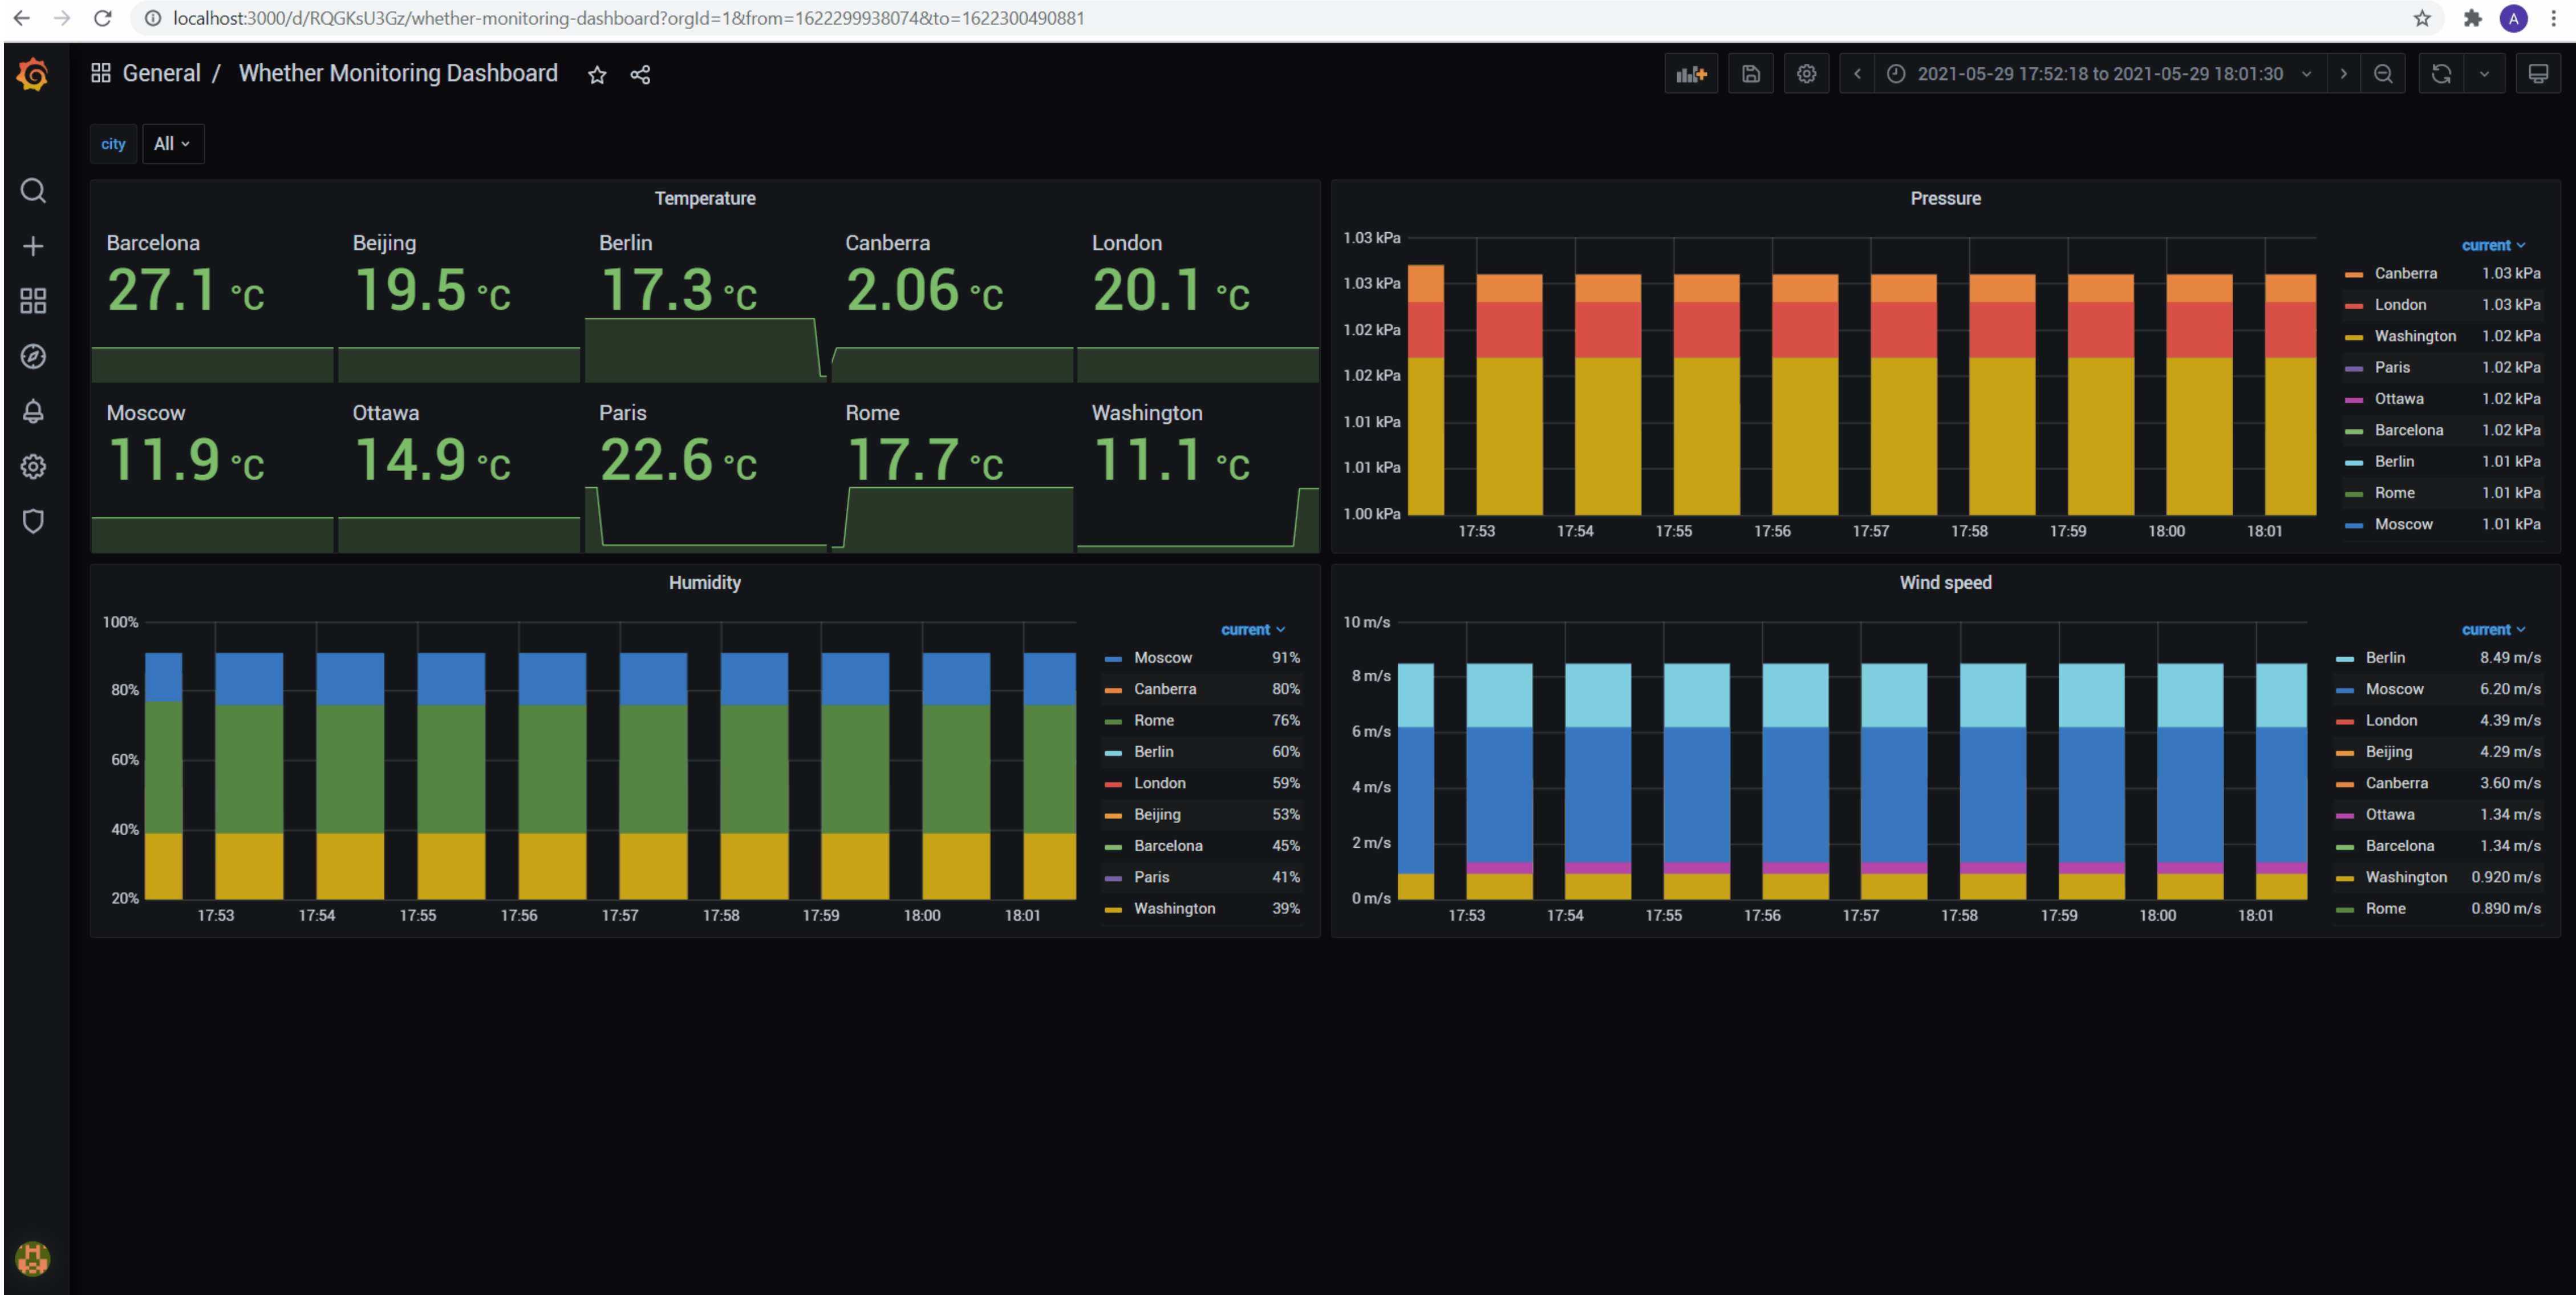 localhost:3000/d/RQGKsU3Gz/whether-monitoring-dashboard?orgId=1&from=1622299938074&to=1622300490881
A
General / Whether Monitoring Dashboard
2021-05-29 17:52:18 to 2021-05-29 18:01:30
city All
Temperature
Barcelona Beijing Berlin Canberra London
27.1 °C 19.5 °C 17.3 °C 2.06 °C 20.1 °C
Moscow Ottawa Paris Rome Washington
11.9 °C 14.9 °C 22.6 °C 17.7 °C 11.1 °C
Pressure
1.03 kPa
1.03 kPa
1.02 kPa
1.02 kPa
1.01 kPa
1.01 kPa
1.00 kPa
17:53 17:54 17:55 17:56 17:57 17:58 17:59 18:00 18:01
current
Canberra 1.03 kPa
London 1.03 kPa
Washington 1.02 kPa
Paris 1.02 kPa
Ottawa 1.02 kPa
Barcelona 1.02 kPa
Berlin 1.01 kPa
Rome 1.01 kPa
Moscow 1.01 kPa
Humidity
100%
80%
60%
40%
20%
17:53 17:54 17:55 17:56 17:57 17:58 17:59 18:00 18:01
current
Moscow 91%
Canberra 80%
Rome 76%
Berlin 60%
London 59%
Beijing 53%
Barcelona 45%
Paris 41%
Washington 39%
Wind speed
10 m/s
8 m/s
6 m/s
4 m/s
2 m/s
0 m/s
17:53 17:54 17:55 17:56 17:57 17:58 17:59 18:00 18:01
current
Berlin 8.49 m/s
Moscow 6.20 m/s
London 4.39 m/s
Beijing 4.29 m/s
Canberra 3.60 m/s
Ottawa 1.34 m/s
Barcelona 1.34 m/s
Washington 0.920 m/s
Rome 0.890 m/s